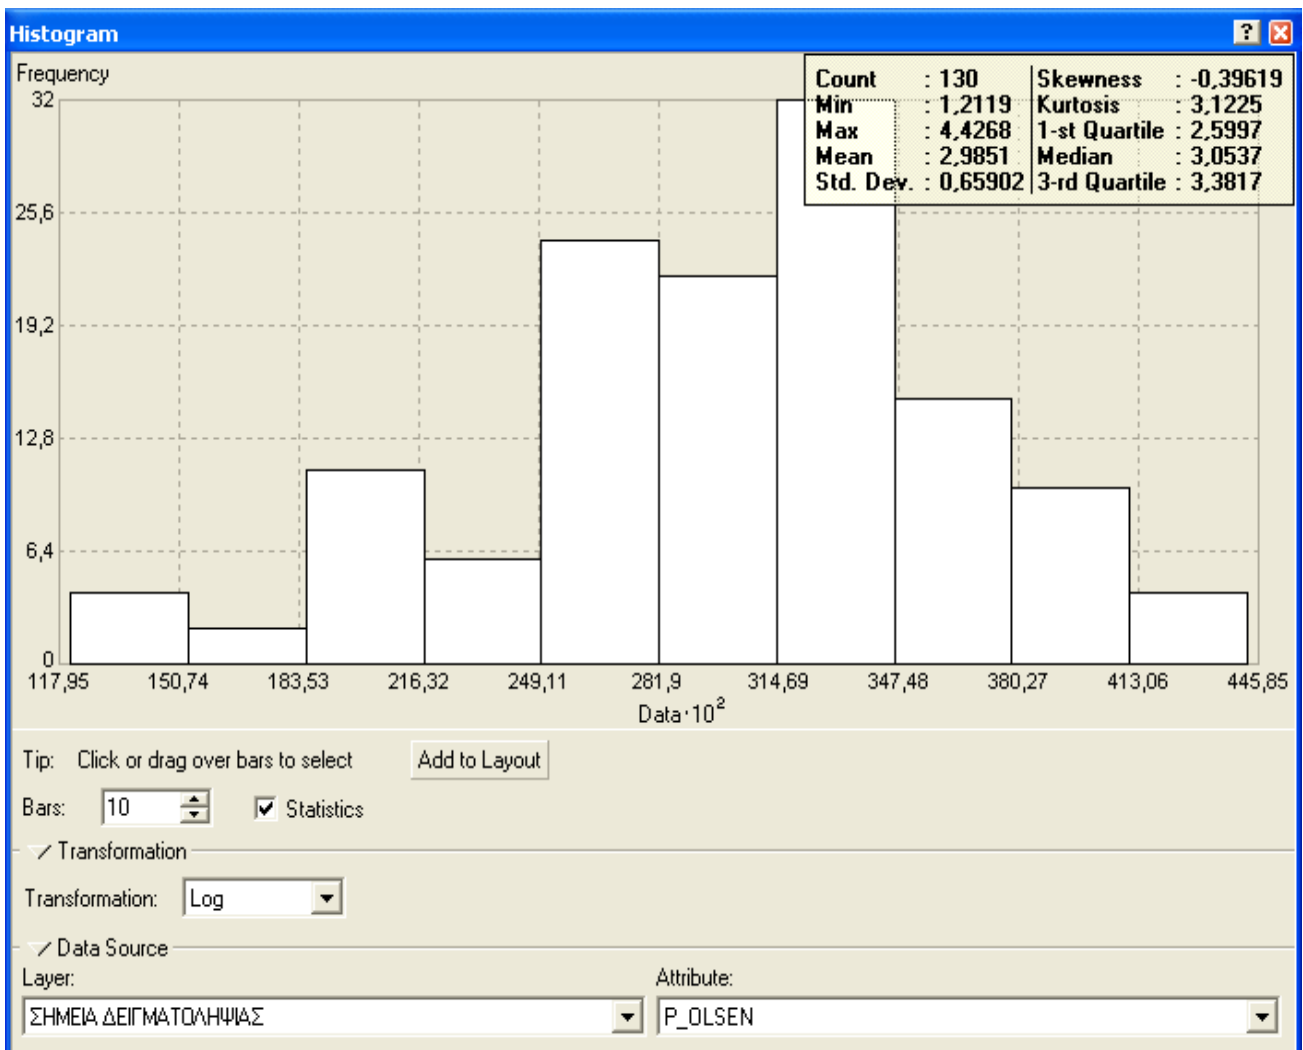 Histogram
Frequency
Count : 130 Skewness : -0,39619
Min : 1,2119 Kurtosis : 3,1225
Max : 4,4268 1-st Quartile : 2,5997
Mean : 2,9851 Median : 3,0537
Std. Dev. : 0,65902 3-rd Quartile : 3,3817
32
25,6
19,2
12,8
6,4
0
117,95 150,74 183,53 216,32 249,11 281,9 314,69 347,48 380,27 413,06 445,85
Data·10²
Tip: Click or drag over bars to select Add to Layout
Bars: 10 Statistics
Transformation
Transformation: Log
Data Source
Layer: Attribute:
ΣΗΜΕΙΑ ΔΕΙΓΜΑΤΟΛΗΨΙΑΣ P_OLSEN